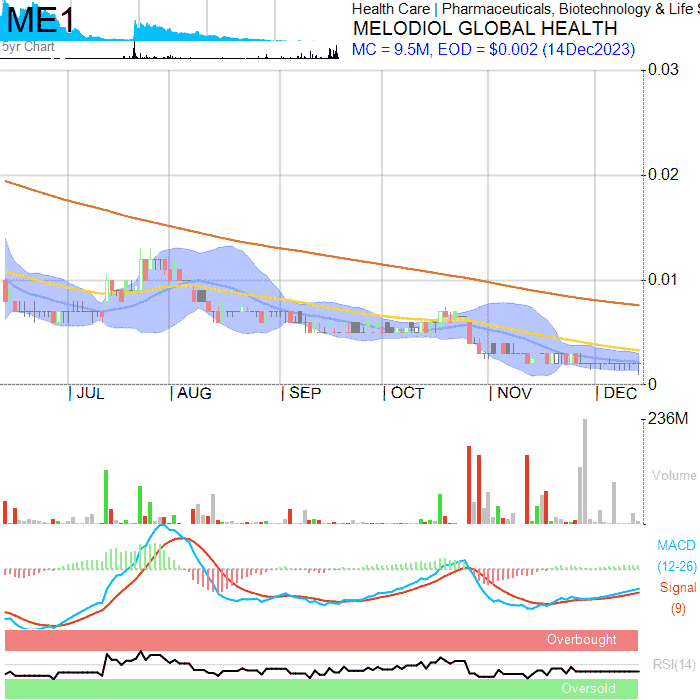 ME1
5yr Chart
Health Care | Pharmaceuticals, Biotechnology & Life S
MELODIOL GLOBAL HEALTH
MC = 9.5M, EOD = $0.002 (14Dec2023)
0.03
0.02
0.01
0
JUL AUG SEP OCT NOV DEC
236M
Volume
MACD
(12-26)
Signal
(9)
Overbought
RSI(14)
Oversold